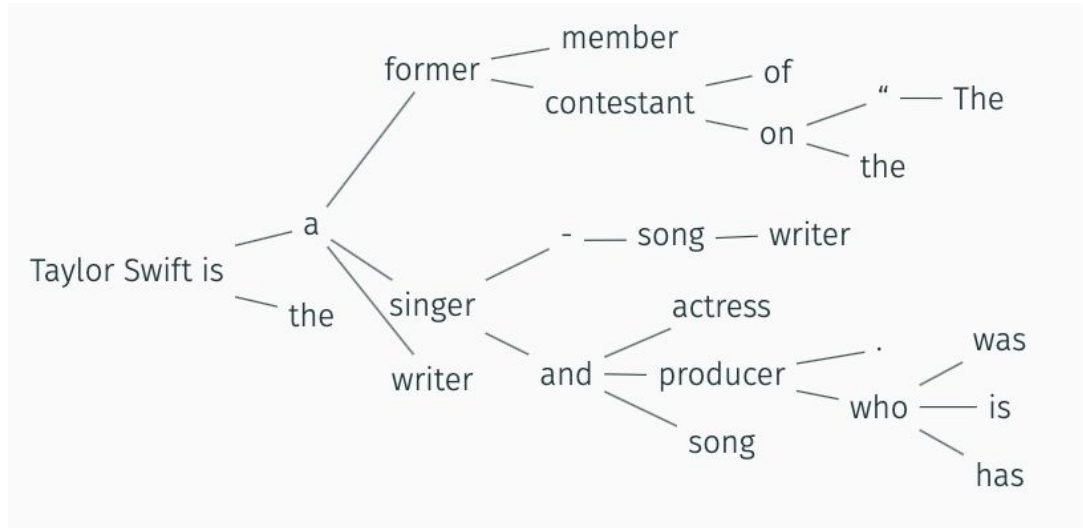 member
former
of
contestant
“
The
on
the
a
-
song
writer
Taylor Swift is
the
singer
actress
writer
and
producer
.
was
who
is
song
has